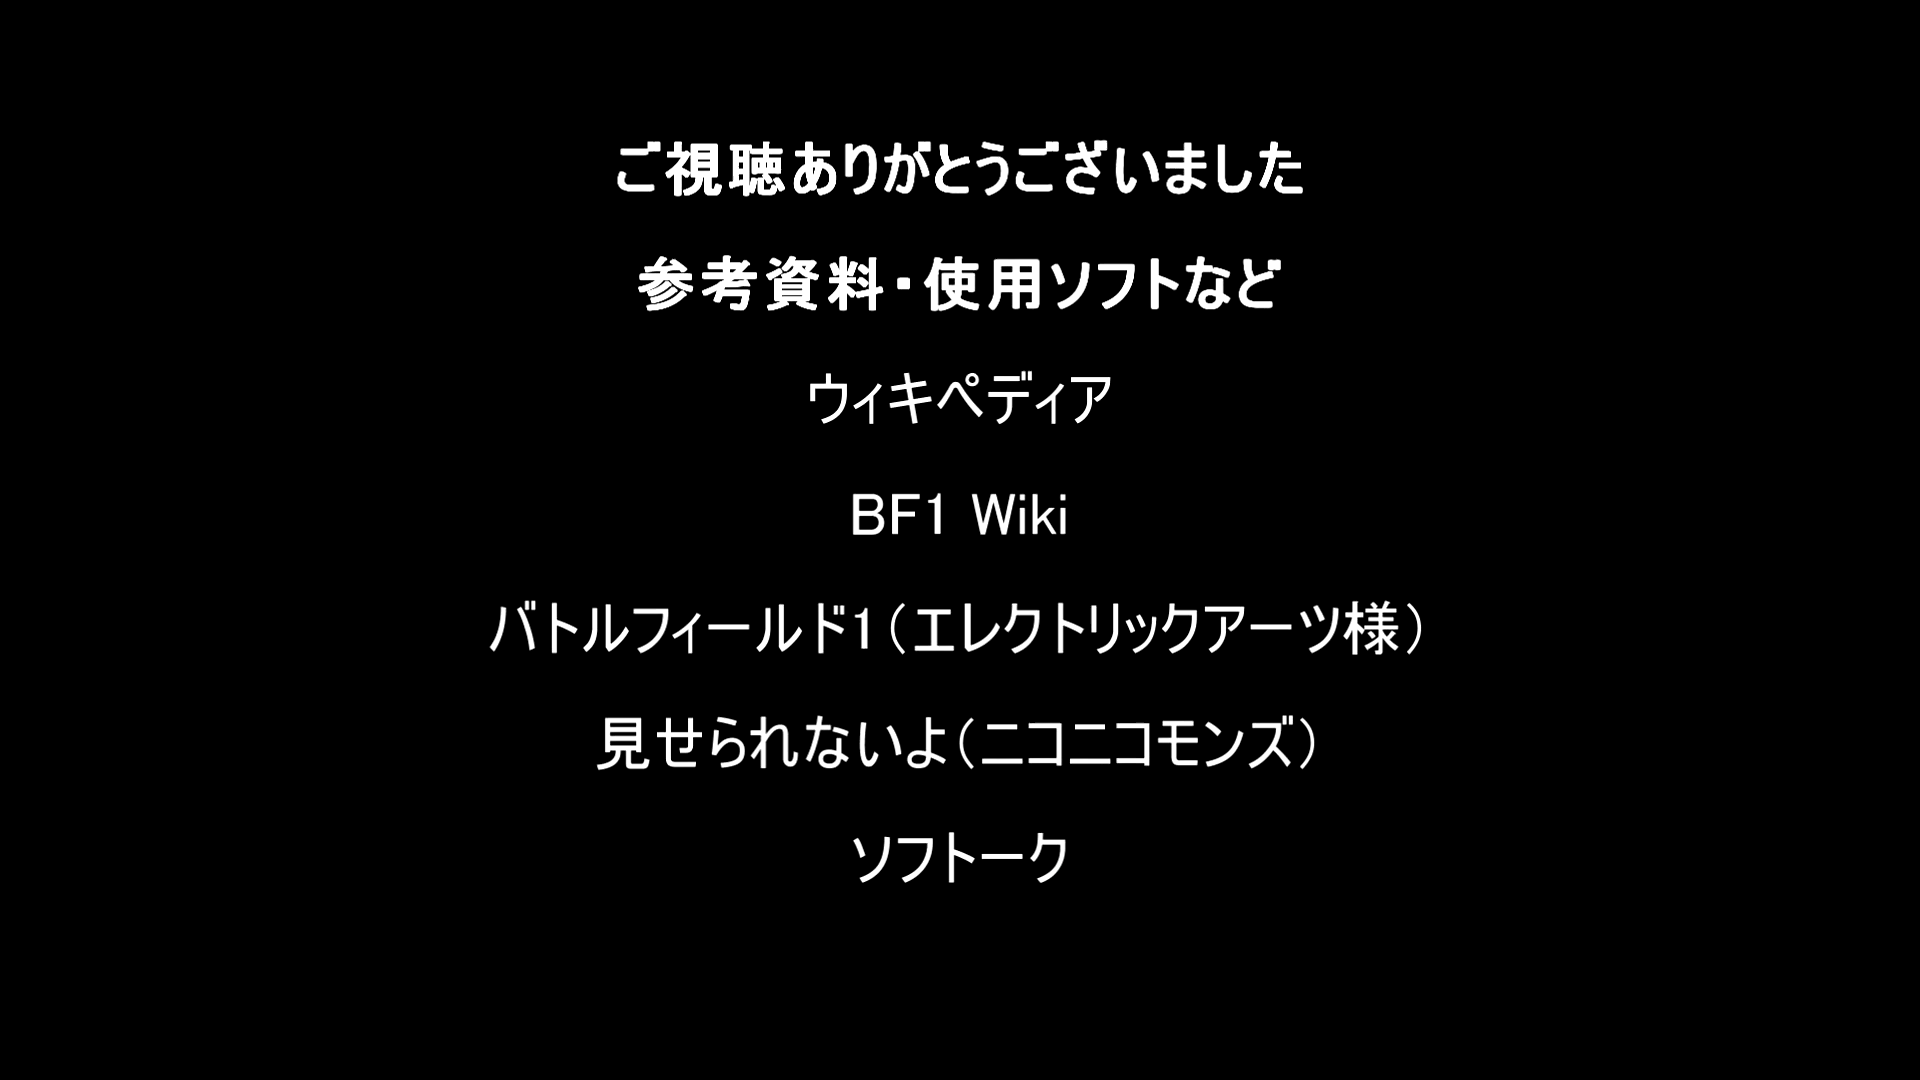 ご視聴ありがとうございました
参考資料・使用ソフトなど
ウィキペディア
BF1 Wiki
バトルフィールド1（エレクトリックアーツ様）
見せられないよ（ニコニコモンズ）
ソフトーク